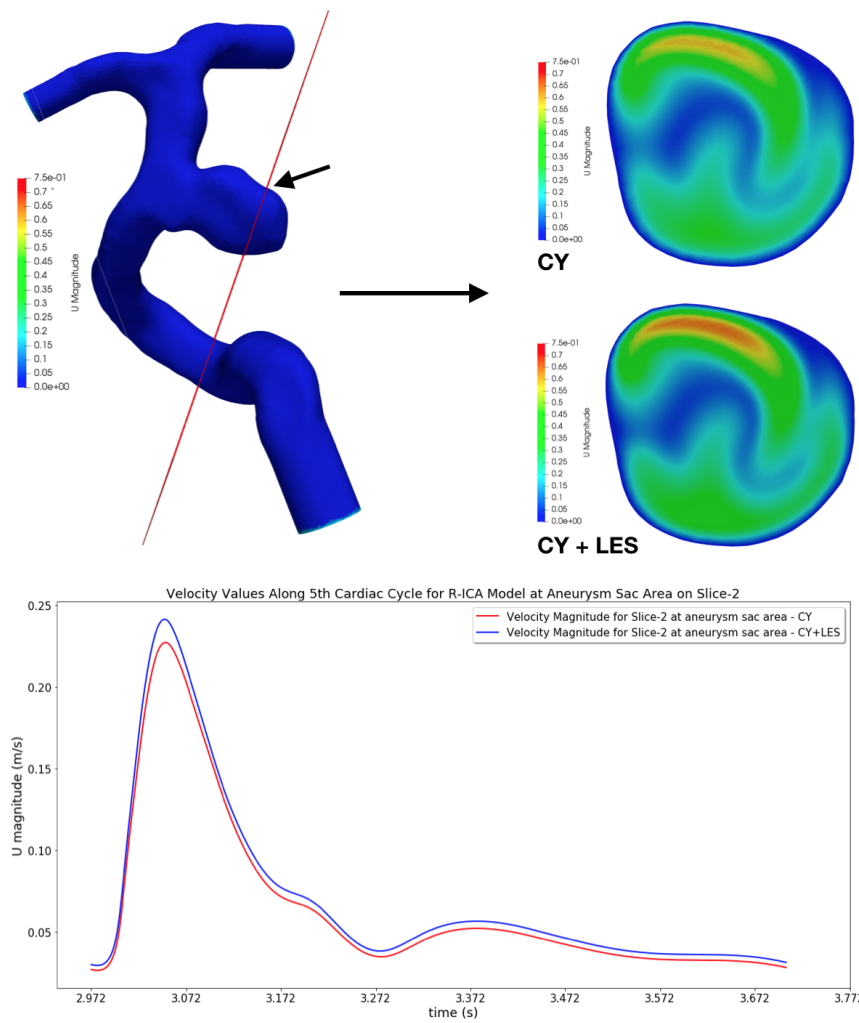 7.5e-01
0.7
0.65
0.6
0.55
0.5
0.45
0.4
0.35
0.3
0.25
0.2
0.15
0.1
0.05
0.0e+00
U Magnitude
7.5e-01
0.7
0.65
0.6
0.55
0.5
0.45
0.4
0.35
0.3
0.25
0.2
0.15
0.1
0.05
0.0e+00
U Magnitude
CY
7.5e-01
0.7
0.65
0.6
0.55
0.5
0.45
0.4
0.35
0.3
0.25
0.2
0.15
0.1
0.05
0.0e+00
U Magnitude
CY + LES
Velocity Values Along 5th Cardiac Cycle for R-ICA Model at Aneurysm Sac Area on Slice-2
Velocity Magnitude for Slice-2 at aneurysm sac area - CY
Velocity Magnitude for Slice-2 at aneurysm sac area - CY+LES
U magnitude (m/s)
0.25
0.20
0.15
0.10
0.05
2.972 3.072 3.172 3.272 3.372 3.472 3.572 3.672
time (s)